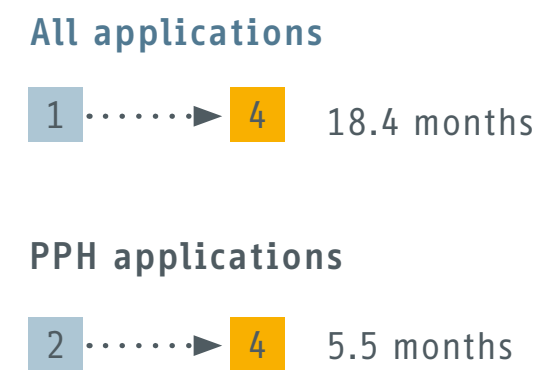 All applications
1 4 18.4 months
PPH applications
2 4 5.5 months